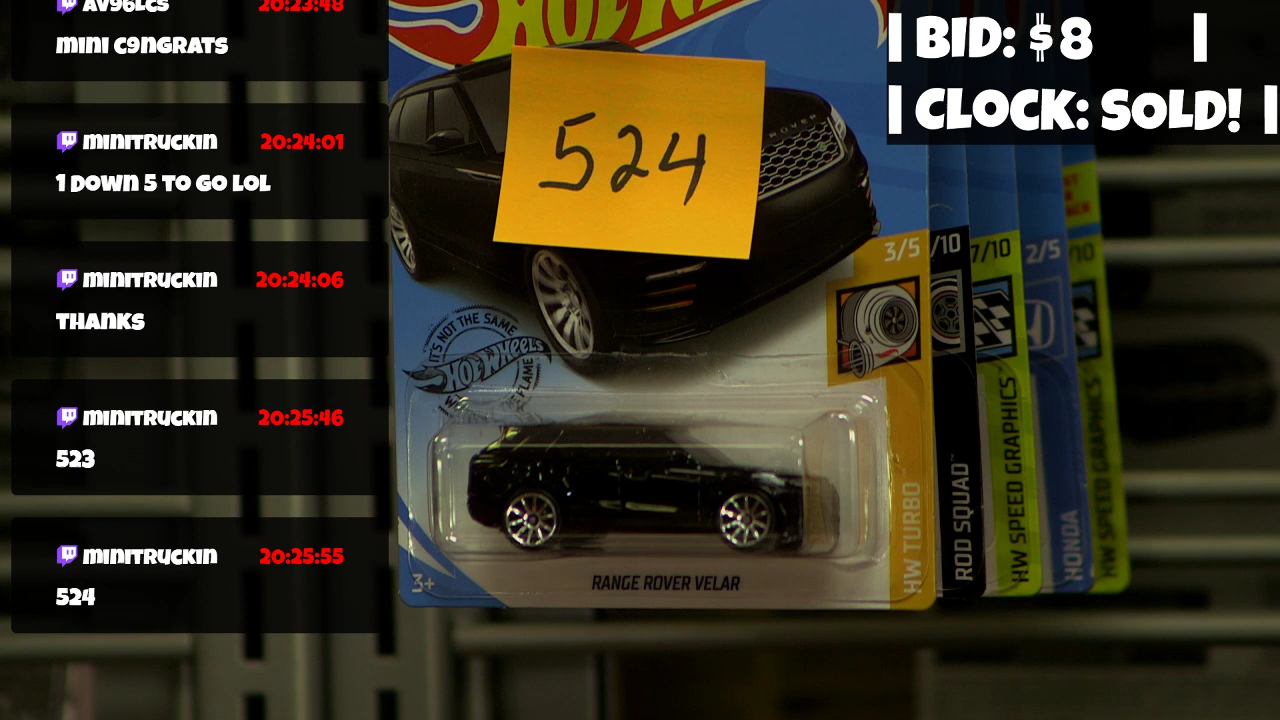 AV96LCS 20:23:48
mini c9ngrats
minitruckin 20:24:01
1 down 5 to go lol
minitruckin 20:24:06
thanks
minitruckin 20:25:46
523
minitruckin 20:25:55
524
HOT WHEELS
524
ROVER
IT'S NOT THE SAME
HOT WHEELS
FLAME
3+
RANGE ROVER VELAR
3/5
HW TURBO
/10
ROD SQUAD
7/10
HW SPEED GRAPHICS
2/5
HONDA
/10
HW SPEED GRAPHICS
| BID: $8 |
| CLOCK: SOLD! |